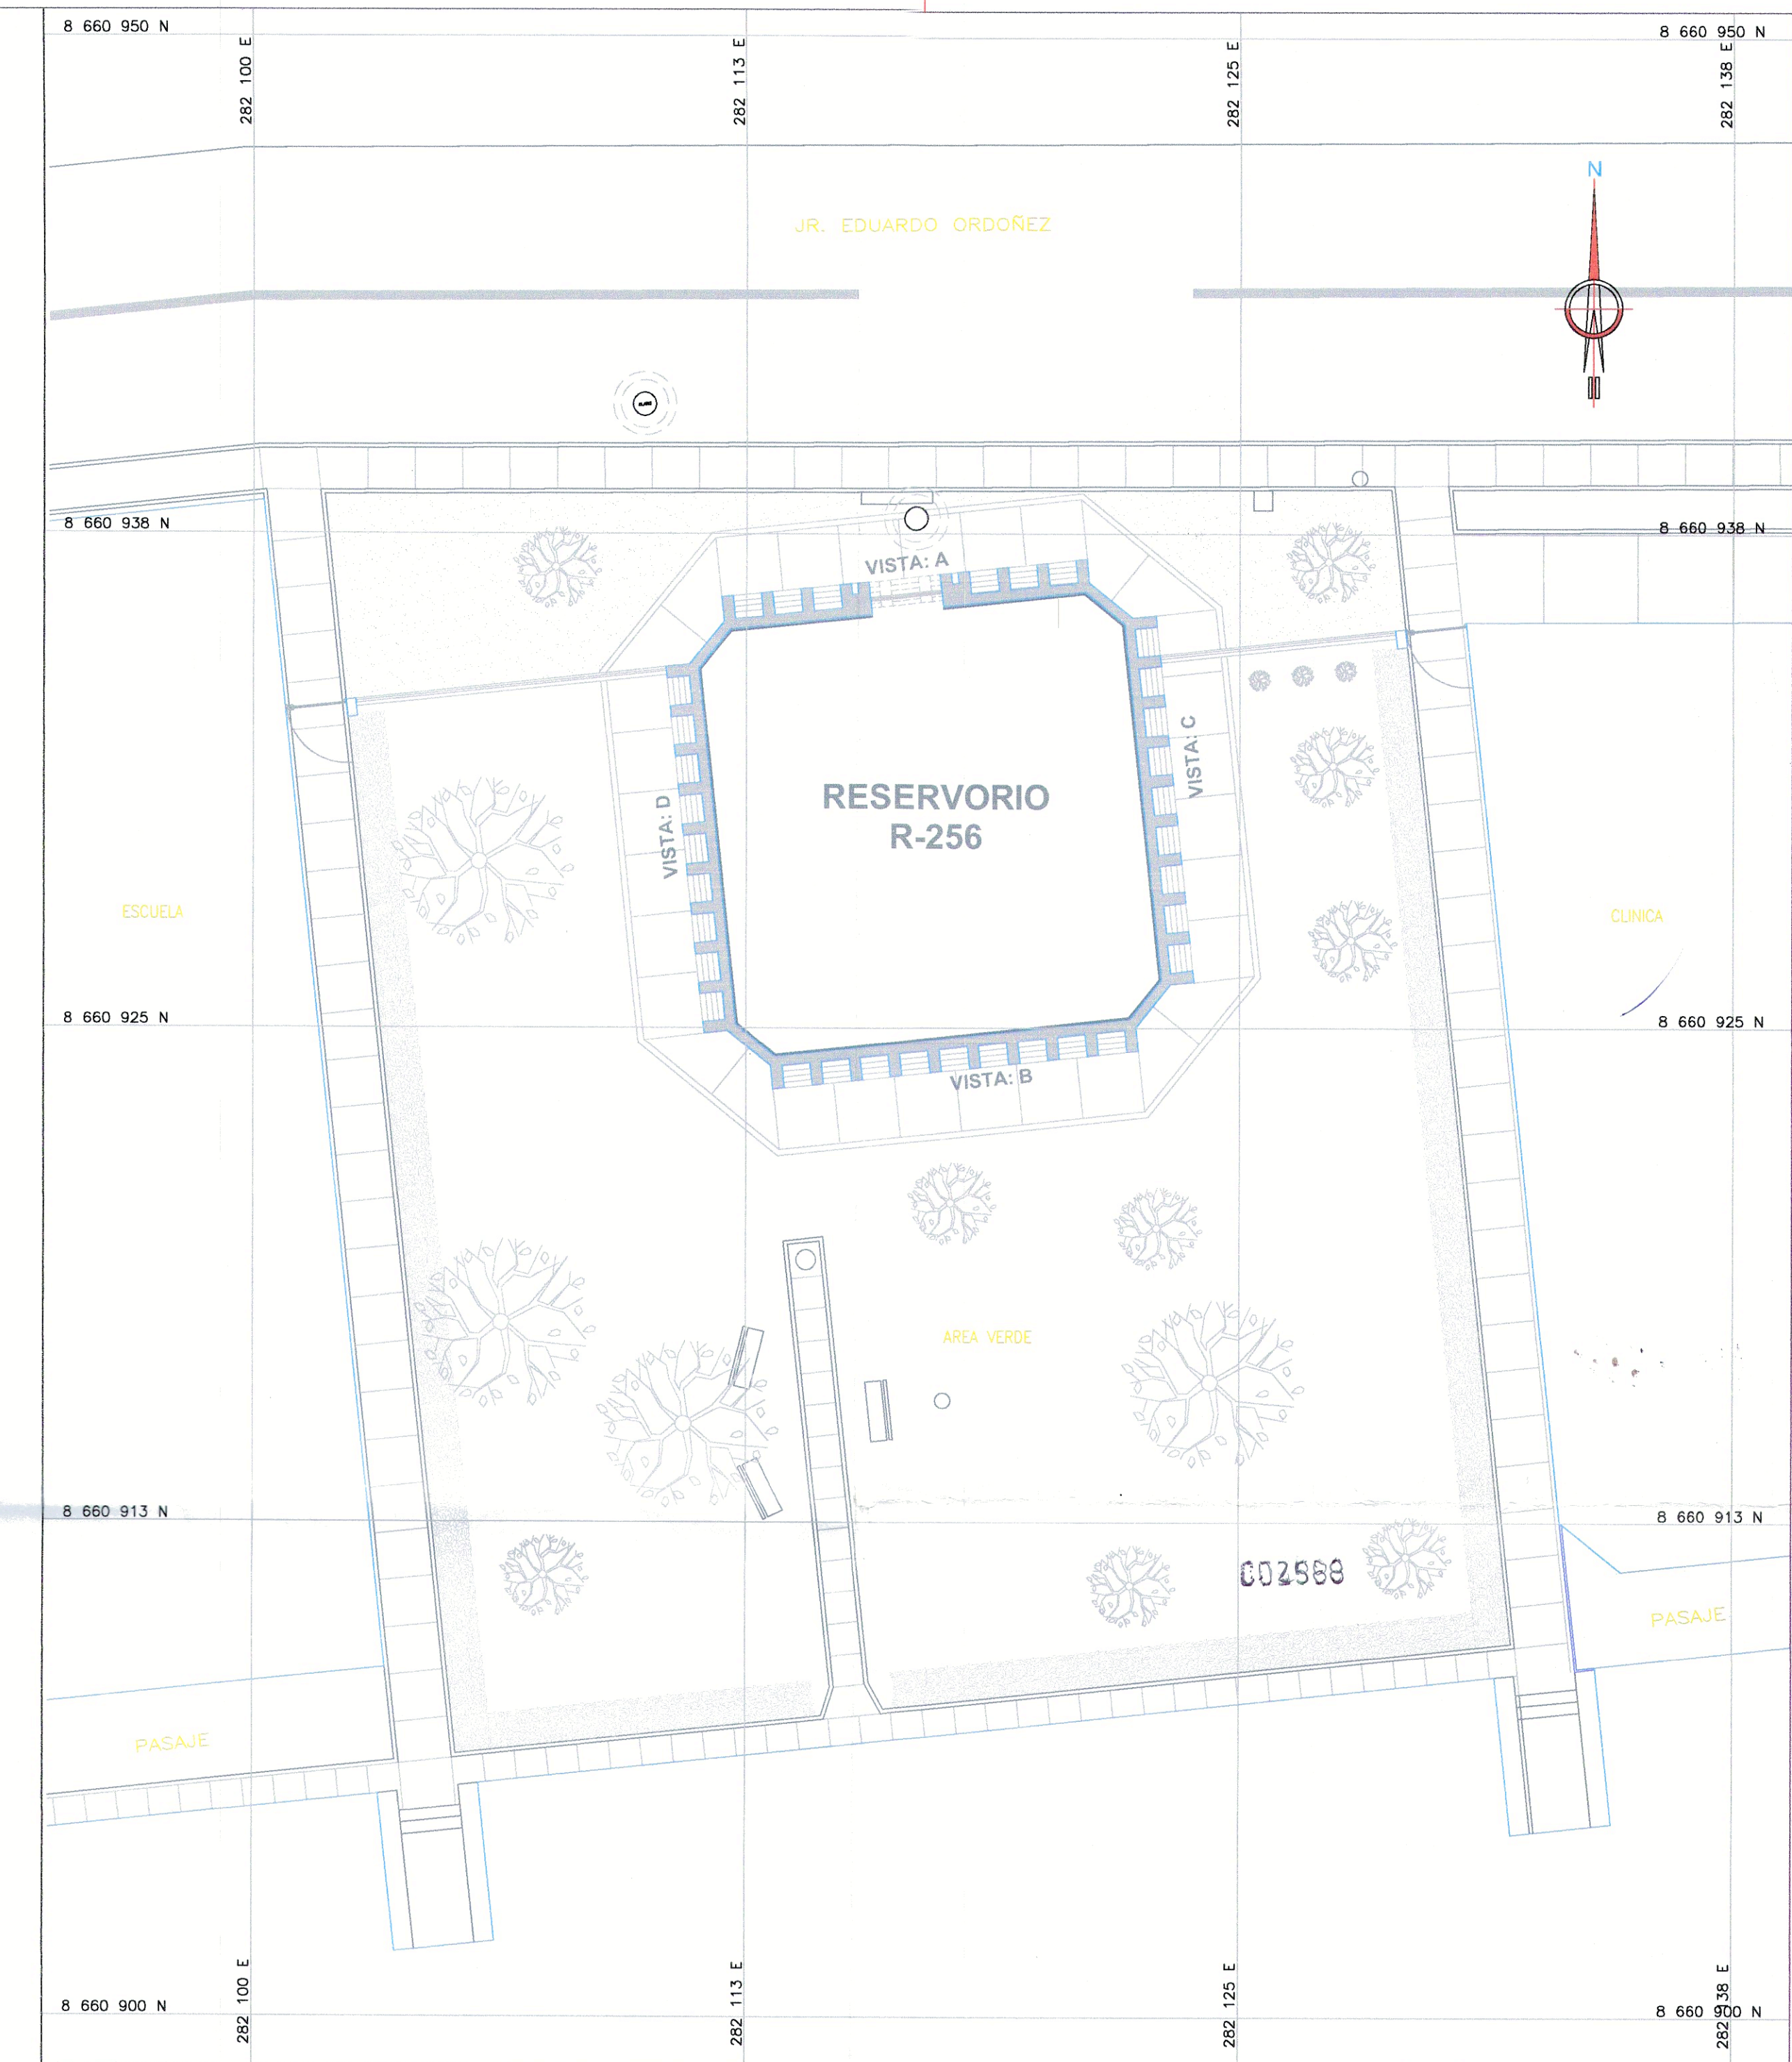 8 660 950 N
8 660 950 N
282 100 E
282 113 E
282 125 E
282 138 E
N
JR. EDUARDO ORDOÑEZ
8 660 938 N
8 660 938 N
VISTA: A
VISTA: C
VISTA: D
RESERVORIO
R-256
ESCUELA
CLINICA
8 660 925 N
8 660 925 N
VISTA: B
AREA VERDE
8 660 913 N
8 660 913 N
PASAJE
PASAJE
282 100 E
282 113 E
282 125 E
282 138 E
8 660 900 N
8 660 900 N